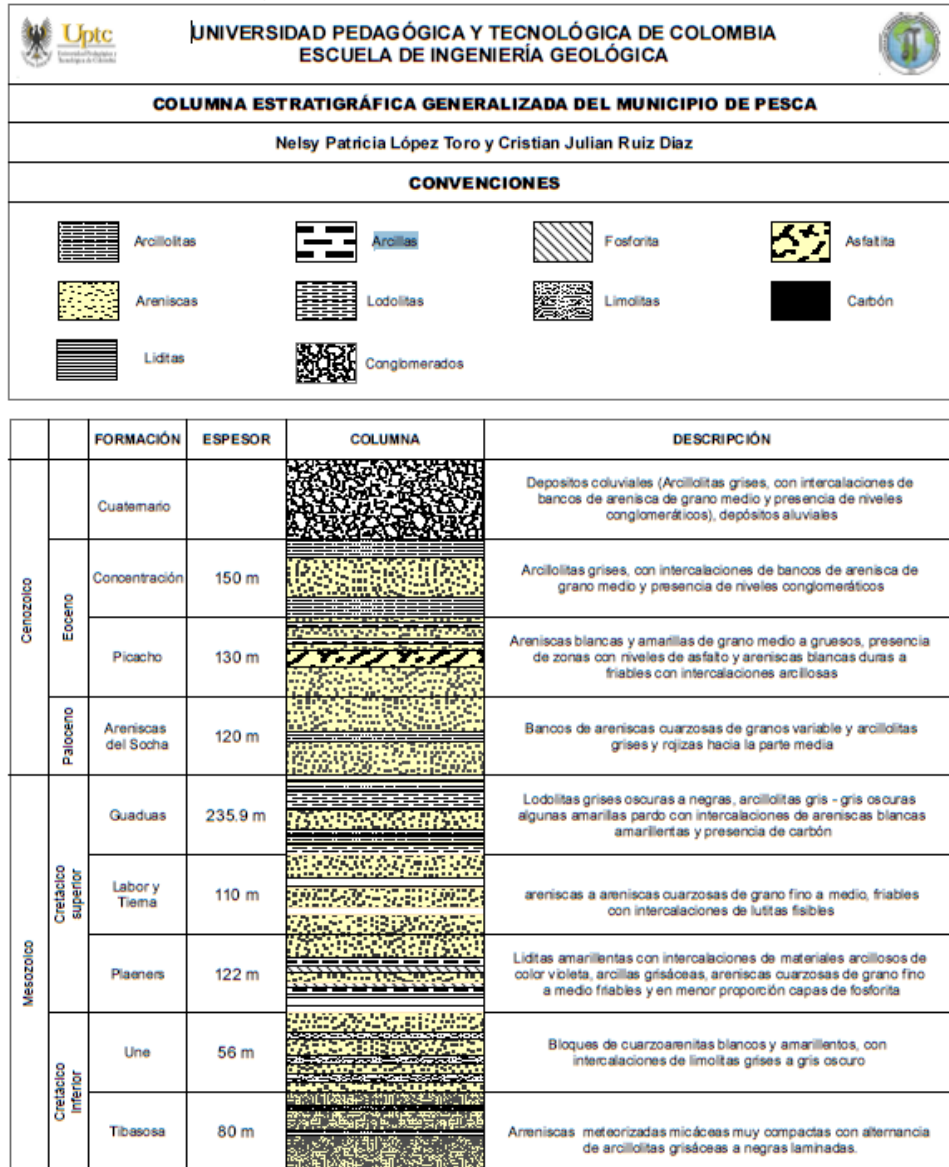 Uptc
Universidad Pedagógica y
Tecnológica de Colombia
UNIVERSIDAD PEDAGÓGICA Y TECNOLÓGICA DE COLOMBIA
ESCUELA DE INGENIERÍA GEOLÓGICA
COLUMNA ESTRATIGRÁFICA GENERALIZADA DEL MUNICIPIO DE PESCA
Nelsy Patricia López Toro y Cristian Julian Ruiz Diaz
CONVENCIONES
Arcillolitas
Arcillas
Fosforita
Asfaltita
Areniscas
Lodolitas
Limolitas
Carbón
Liditas
Conglomerados
FORMACIÓN
ESPESOR
COLUMNA
DESCRIPCIÓN
Cenozoico
Cuaternario
Depositos coluviales (Arcillolitas grises, con intercalaciones de
bancos de arenisca de grano medio y presencia de niveles
conglomeráticos), depósitos aluviales
Eoceno
Concentración
150 m
Arcillolitas grises, con intercalaciones de bancos de arenisca de
grano medio y presencia de niveles conglomeráticos
Picacho
130 m
Areniscas blancas y amarillas de grano medio a gruesos, presencia
de zonas con niveles de asfalto y areniscas blancas duras a
friables con intercalaciones arcillosas
Paloceno
Areniscas
del Socha
120 m
Bancos de areniscas cuarzosas de granos variable y arcillolitas
grises y rojizas hacia la parte media
Mesozoico
Cretácico
superior
Guaduas
235.9 m
Lodolitas grises oscuras a negras, arcillolitas gris - gris oscuras
algunas amarillas pardo con intercalaciones de areniscas blancas
amarillentas y presencia de carbón
Labor y
Tierna
110 m
areniscas a areniscas cuarzosas de grano fino a medio, friables
con intercalaciones de lutitas fisibles
Plaeners
122 m
Liditas amarillentas con intercalaciones de materiales arcillosos de
color violeta, arcillas grisáceas, areniscas cuarzosas de grano fino
a medio friables y en menor proporción capas de fosforita
Cretácico
Inferior
Une
56 m
Bloques de cuarzoarenitas blancos y amarillentos, con
intercalaciones de limolitas grises a gris oscuro
Tibasosa
80 m
Arreniscas meteorizadas micáceas muy compactas con alternancia
de arcillolitas grisáceas a negras laminadas.